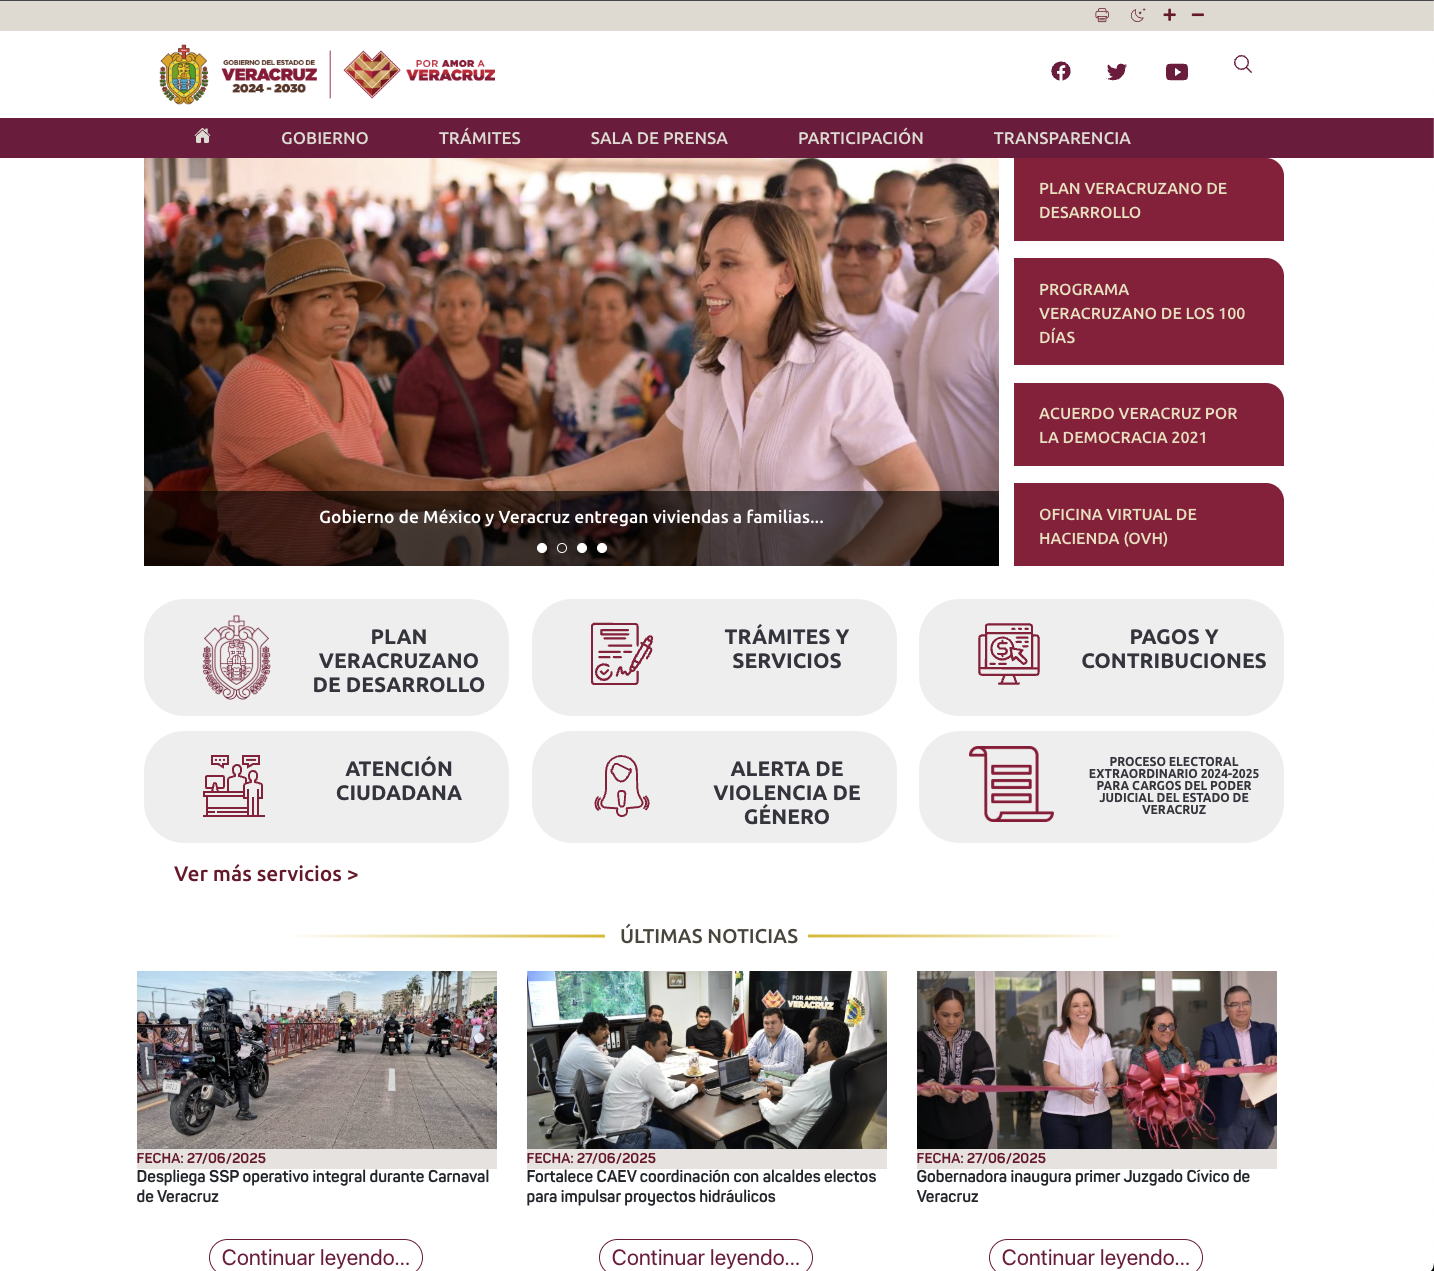 GOBIERNO DEL ESTADO DE
VERACRUZ
2024 - 2030
POR AMOR A
VERACRUZ
GOBIERNO
TRÁMITES
SALA DE PRENSA
PARTICIPACIÓN
TRANSPARENCIA
Gobierno de México y Veracruz entregan viviendas a familias...
PLAN VERACRUZANO DE
DESARROLLO
PROGRAMA
VERACRUZANO DE LOS 100
DÍAS
ACUERDO VERACRUZ POR
LA DEMOCRACIA 2021
OFICINA VIRTUAL DE
HACIENDA (OVH)
PLAN
VERACRUZANO
DE DESARROLLO
TRÁMITES Y
SERVICIOS
PAGOS Y
CONTRIBUCIONES
ATENCIÓN
CIUDADANA
ALERTA DE
VIOLENCIA DE
GÉNERO
PROCESO ELECTORAL
EXTRAORDINARIO 2024-2025
PARA CARGOS DEL PODER
JUDICIAL DEL ESTADO DE
VERACRUZ
Ver más servicios >
ÚLTIMAS NOTICIAS
FECHA: 27/06/2025
Despliega SSP operativo integral durante Carnaval
de Veracruz
Continuar leyendo...
POR AMOR A
VERACRUZ
FECHA: 27/06/2025
Fortalece CAEV coordinación con alcaldes electos
para impulsar proyectos hidráulicos
Continuar leyendo...
FECHA: 27/06/2025
Gobernadora inaugura primer Juzgado Cívico de
Veracruz
Continuar leyendo...